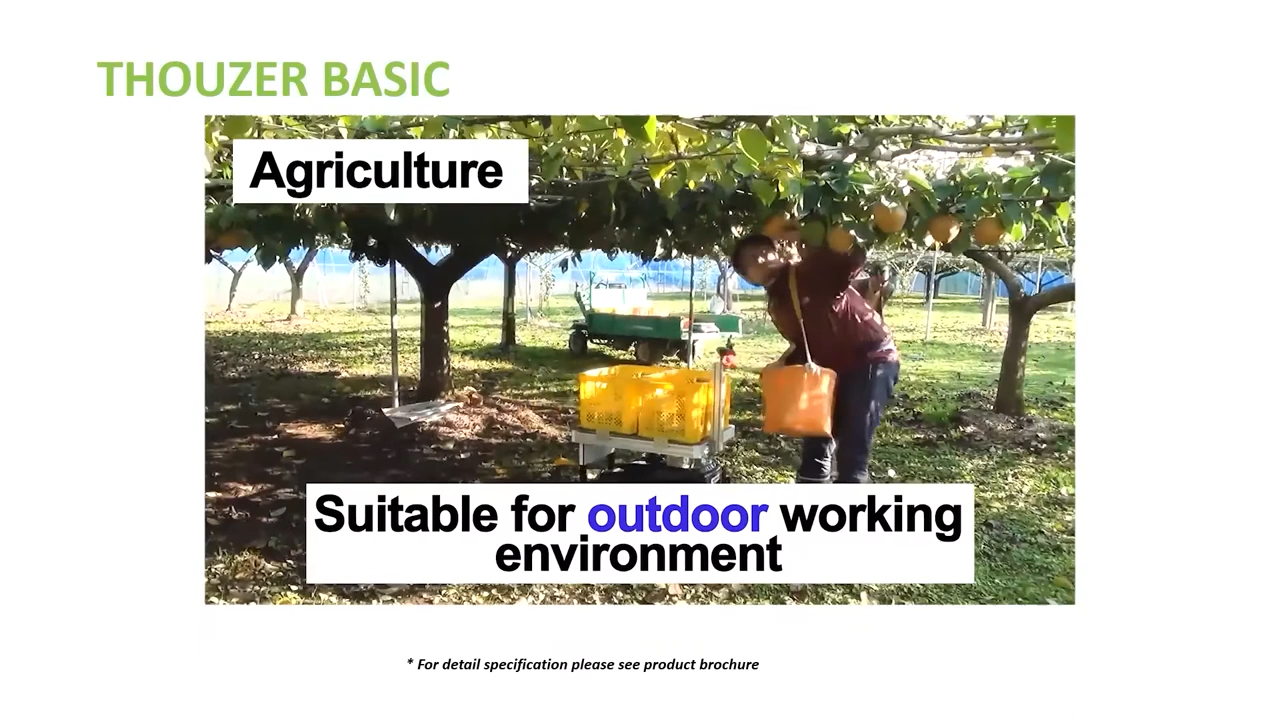 THOUZER BASIC
Agriculture
Suitable for outdoor working
environment
* For detail specification please see product brochure